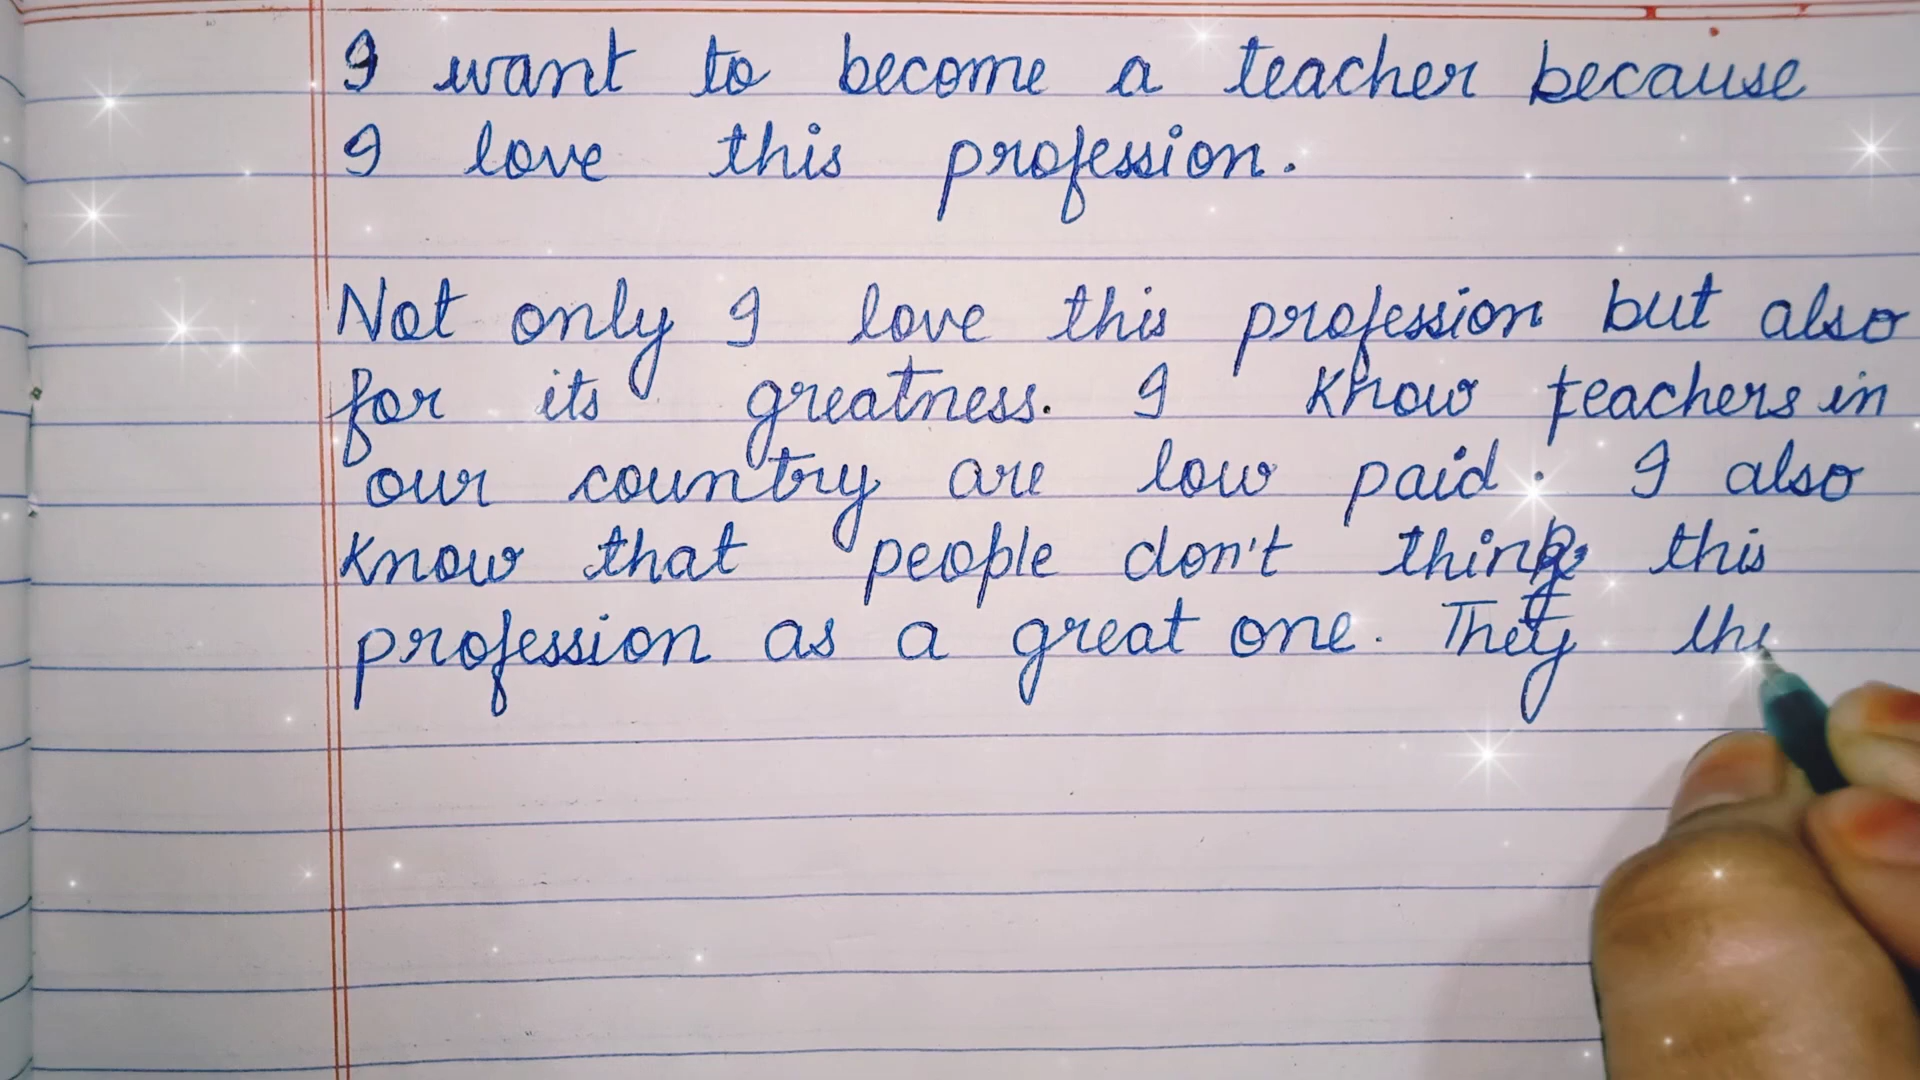 I want to become a teacher because
I love this profession.
Not only I love this profession but also
for its greatness. I know teachers in
our country are low paid. I also
know that people don't think this
profession as a great one. They